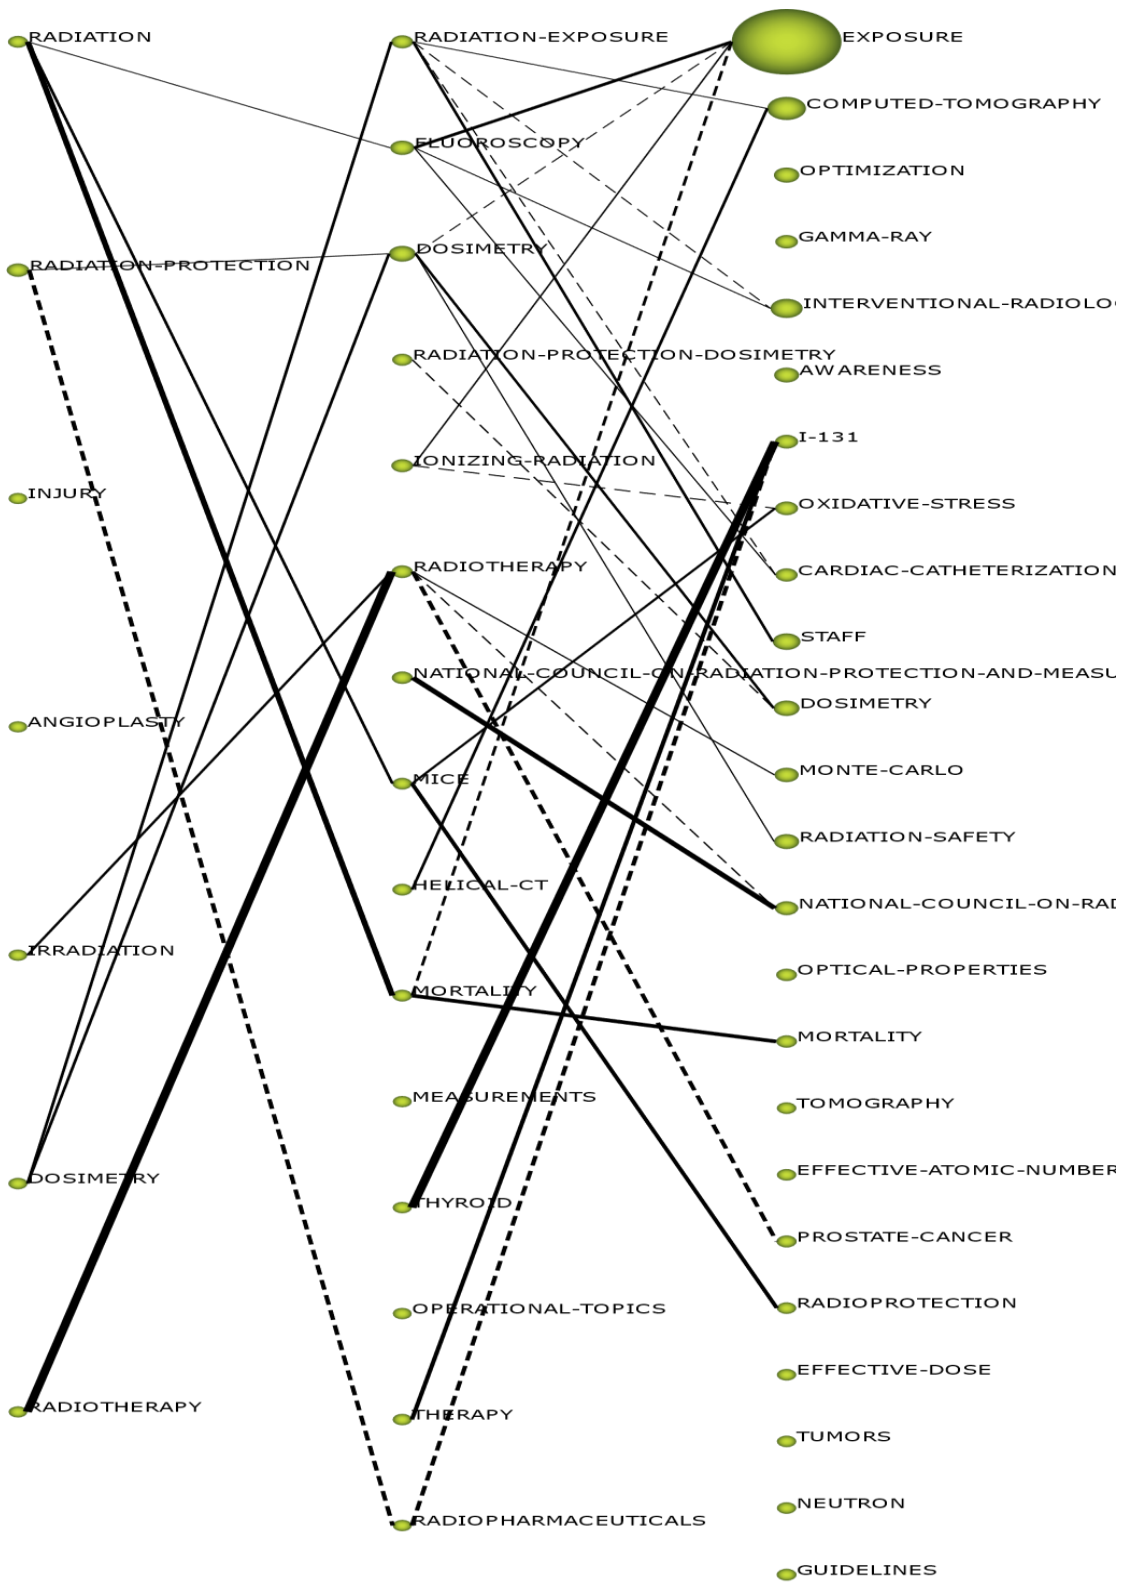 RADIATION
RADIATION-PROTECTION
INJURY
ANGIOPLASTY
IRRADIATION
DOSIMETRY
RADIOTHERAPY
RADIATION-EXPOSURE
FLUOROSCOPY
DOSIMETRY
RADIATION-PROTECTION-DOSIMETRY
IONIZING-RADIATION
RADIOTHERAPY
NATIONAL-COUNCIL-ON-RADIATION-PROTECTION-AND-MEASU
MICE
HELICAL-CT
MORTALITY
MEASUREMENTS
THYROID
OPERATIONAL-TOPICS
THERAPY
RADIOPHARMACEUTICALS
EXPOSURE
COMPUTED-TOMOGRAPHY
OPTIMIZATION
GAMMA-RAY
INTERVENTIONAL-RADIOLO
AWARENESS
I-131
OXIDATIVE-STRESS
CARDIAC-CATHETERIZATION
STAFF
DOSIMETRY
MONTE-CARLO
RADIATION-SAFETY
NATIONAL-COUNCIL-ON-RAD
OPTICAL-PROPERTIES
MORTALITY
TOMOGRAPHY
EFFECTIVE-ATOMIC-NUMBER
PROSTATE-CANCER
RADIOPROTECTION
EFFECTIVE-DOSE
TUMORS
NEUTRON
GUIDELINES